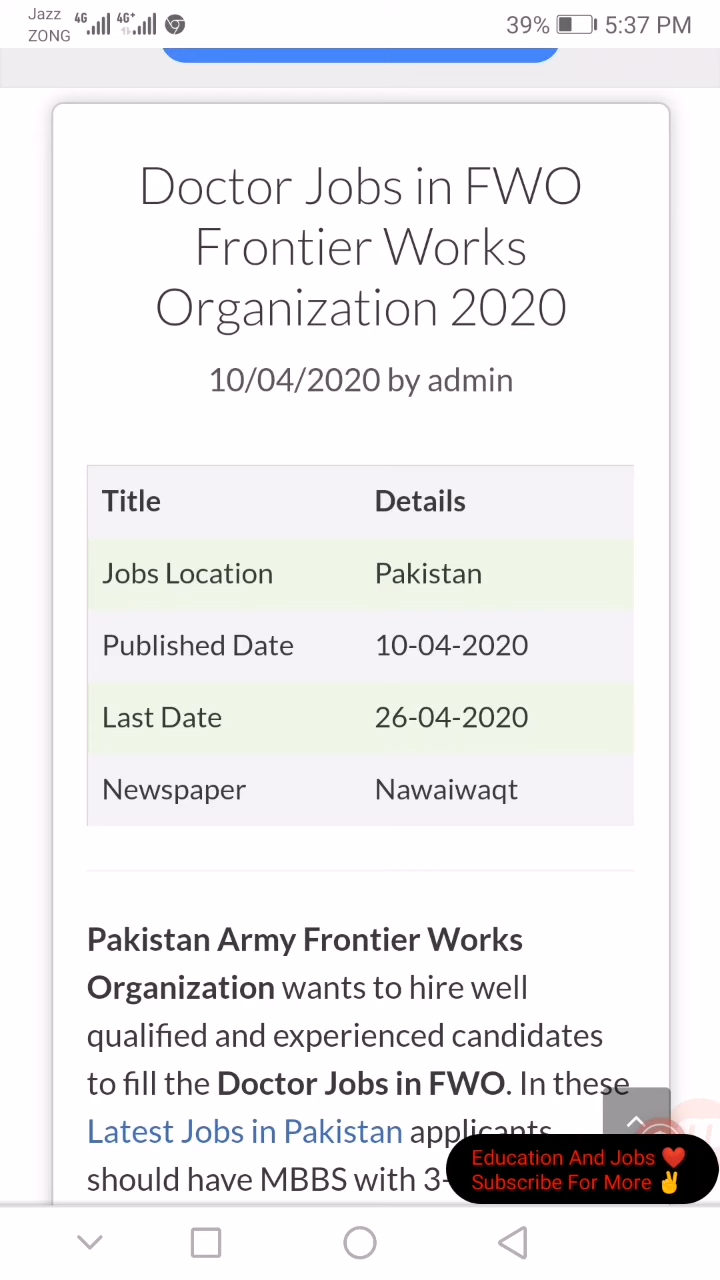 Jazz 4G 4G+
ZONG
39% 5:37 PM
Doctor Jobs in FWO
Frontier Works
Organization 2020
10/04/2020 by admin
Title Details
Jobs Location Pakistan
Published Date 10-04-2020
Last Date 26-04-2020
Newspaper Nawaiwaqt
Pakistan Army Frontier Works
Organization wants to hire well
qualified and experienced candidates
to fill the Doctor Jobs in FWO. In these
Latest Jobs in Pakistan applicants
should have MBBS with 3-
Education And Jobs ❤️
Subscribe For More ✌️